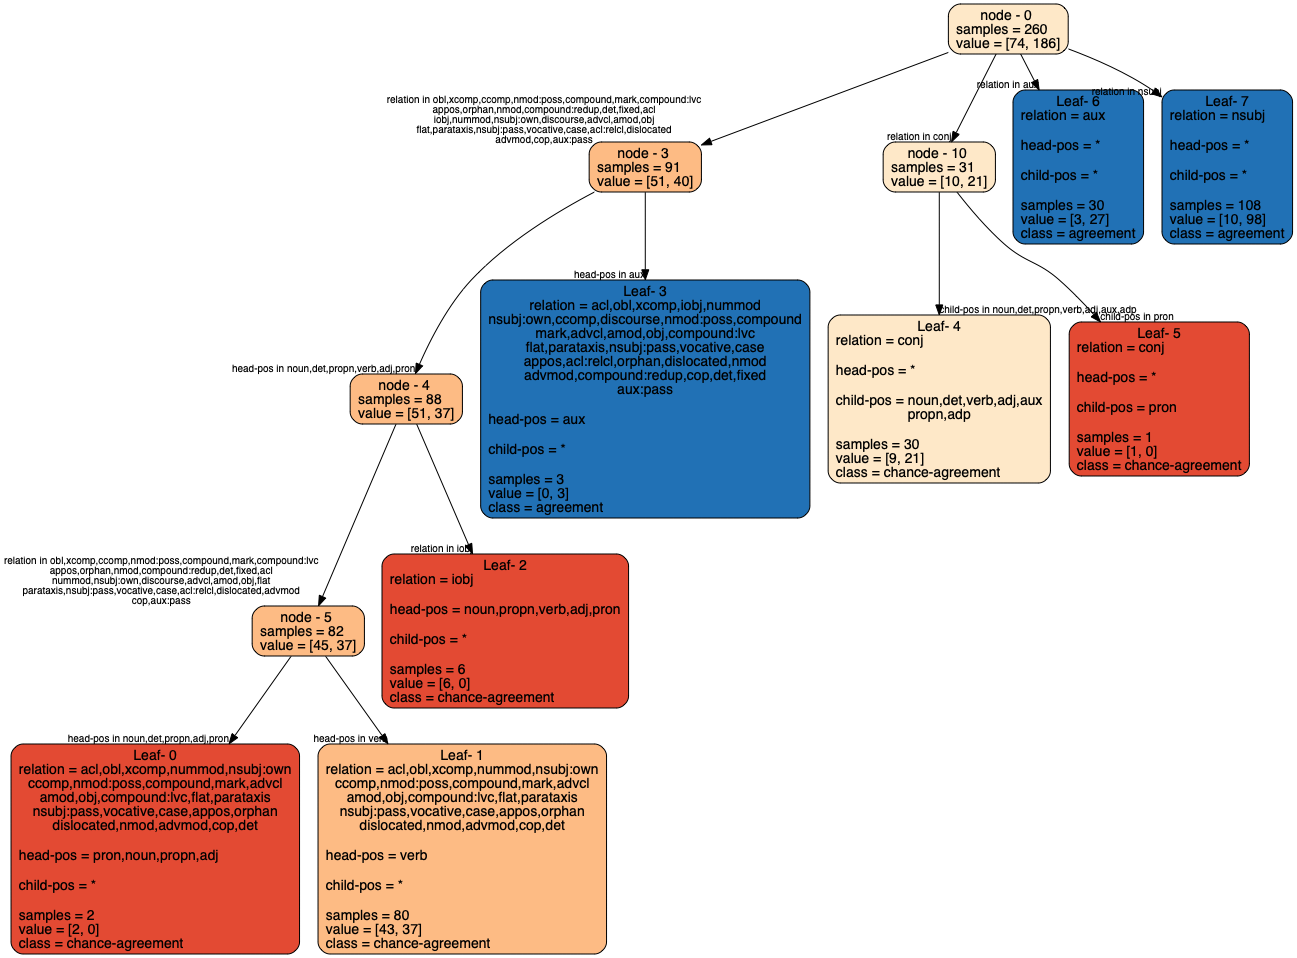 node - 0
samples = 260
value = [74, 186]
relation in obl,xcomp,ccomp,nmod:poss,compound,mark,compound:lvc
appos,orphan,nmod,compound:redup,det,fixed,acl
iobj,nummod,nsubj:own,discourse,advcl,amod,obj
flat,parataxis,nsubj:pass,vocative,case,acl:relcl,dislocated
advmod,cop,aux:pass
relation in conj
relation in aux
relation in nsubj
node - 3
samples = 91
value = [51, 40]
node - 10
samples = 31
value = [10, 21]
Leaf- 6
relation = aux
head-pos = *
child-pos = *
samples = 30
value = [3, 27]
class = agreement
Leaf- 7
relation = nsubj
head-pos = *
child-pos = *
samples = 108
value = [10, 98]
class = agreement
head-pos in noun,det,propn,verb,adj,pron
head-pos in aux
child-pos in noun,det,propn,verb,adj,aux,adp
child-pos in pron
node - 4
samples = 88
value = [51, 37]
Leaf- 3
relation = acl,obl,xcomp,iobj,nummod
nsubj:own,ccomp,discourse,nmod:poss,compound
mark,advcl,amod,obj,compound:lvc
flat,parataxis,nsubj:pass,vocative,case
appos,acl:relcl,orphan,dislocated,nmod
advmod,compound:redup,cop,det,fixed
aux:pass
head-pos = aux
child-pos = *
samples = 3
value = [0, 3]
class = agreement
Leaf- 4
relation = conj
head-pos = *
child-pos = noun,det,verb,adj,aux
propn,adp
samples = 30
value = [9, 21]
class = chance-agreement
Leaf- 5
relation = conj
head-pos = *
child-pos = pron
samples = 1
value = [1, 0]
class = chance-agreement
relation in obl,xcomp,ccomp,nmod:poss,compound,mark,compound:lvc
appos,orphan,nmod,compound:redup,det,fixed,acl
nummod,nsubj:own,discourse,advcl,amod,obj,flat
parataxis,nsubj:pass,vocative,case,acl:relcl,dislocated,advmod
cop,aux:pass
relation in iobj
node - 5
samples = 82
value = [45, 37]
Leaf- 2
relation = iobj
head-pos = noun,propn,verb,adj,pron
child-pos = *
samples = 6
value = [6, 0]
class = chance-agreement
head-pos in noun,det,propn,adj,pron
head-pos in verb
Leaf- 0
relation = acl,obl,xcomp,nummod,nsubj:own
ccomp,nmod:poss,compound,mark,advcl
amod,obj,compound:lvc,flat,parataxis
nsubj:pass,vocative,case,appos,orphan
dislocated,nmod,advmod,cop,det
head-pos = pron,noun,propn,adj
child-pos = *
samples = 2
value = [2, 0]
class = chance-agreement
Leaf- 1
relation = acl,obl,xcomp,nummod,nsubj:own
ccomp,nmod:poss,compound,mark,advcl
amod,obj,compound:lvc,flat,parataxis
nsubj:pass,vocative,case,appos,orphan
dislocated,nmod,advmod,cop,det
head-pos = verb
child-pos = *
samples = 80
value = [43, 37]
class = chance-agreement